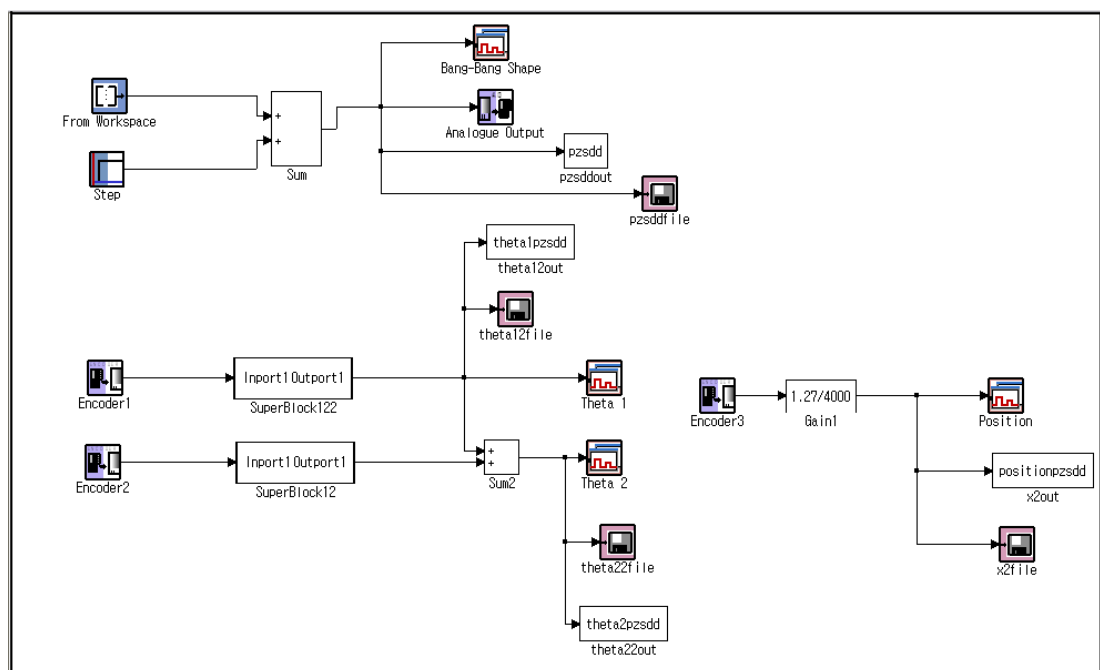 Bang-Bang Shape
From Workspace
+
+
Sum
Analogue Output
Step
pzsdd
pzsddout
pzsddfile
theta1pzsdd
theta12out
theta12file
Encoder1
Inport1Outport1
SuperBlock122
Theta 1
Encoder2
Inport1Outport1
SuperBlock12
+
+
Sum2
Theta 2
theta22file
theta2pzsdd
theta22out
Encoder3
1.27/4000
Gain1
Position
positionpzsdd
x2out
x2file